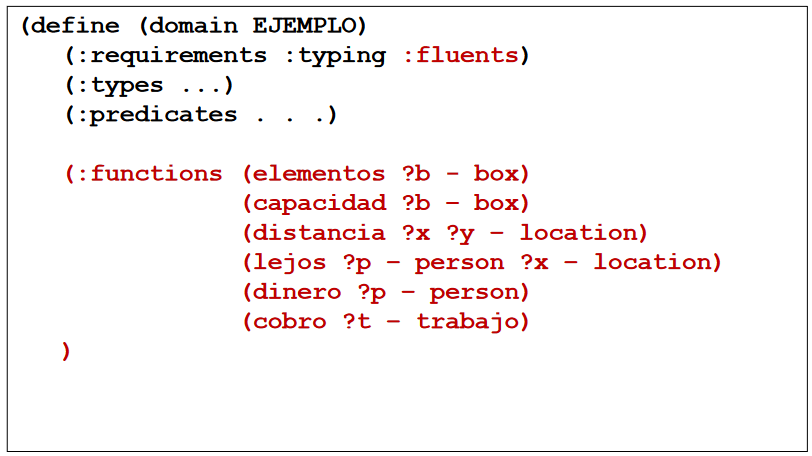 (define (domain EJEMPLO)
(:requirements :typing :fluents)
(:types ...)
(:predicates . . .)
(:functions (elementos ?b - box)
(capacidad ?b – box)
(distancia ?x ?y – location)
(lejos ?p – person ?x – location)
(dinero ?p – person)
(cobro ?t – trabajo)
)